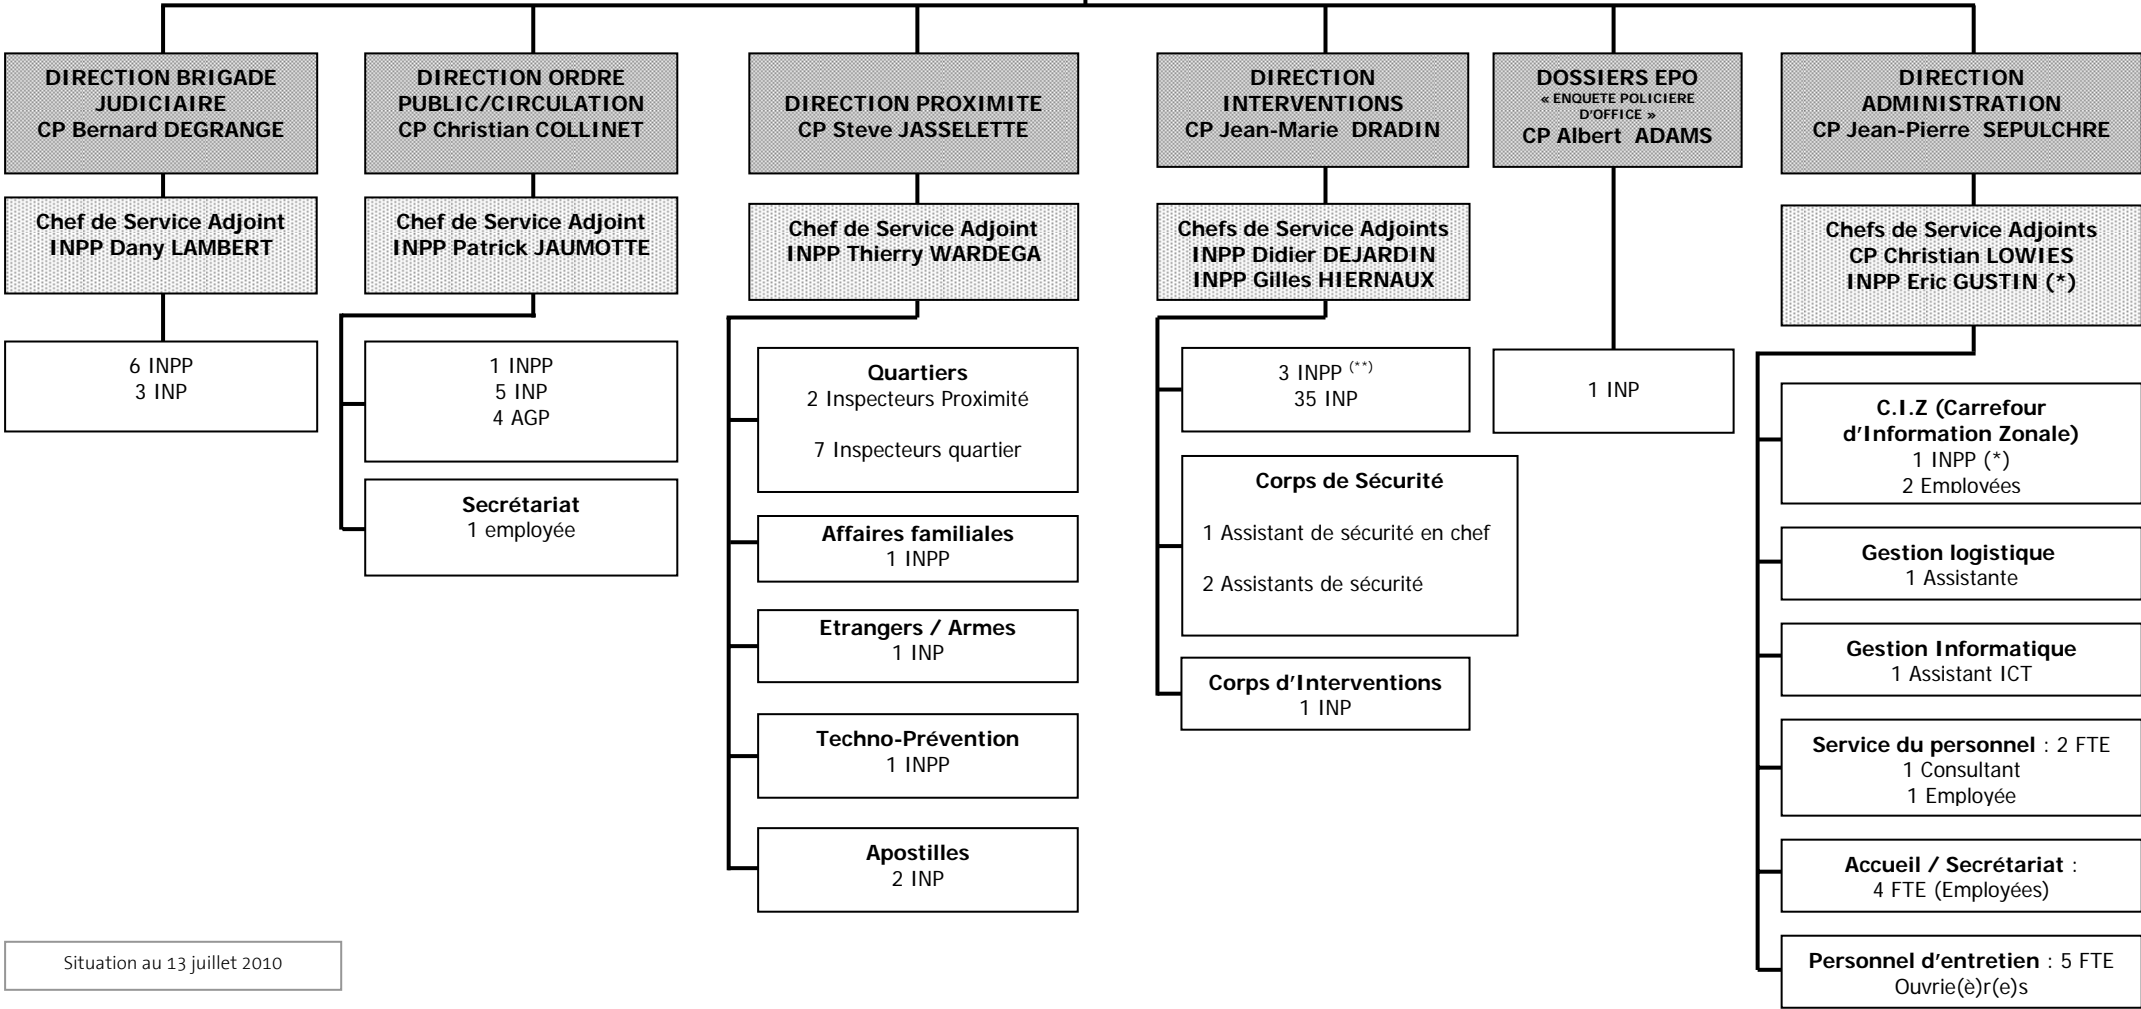 DIRECTION BRIGADE
JUDICIAIRE
CP Bernard DEGRANGE
Chef de Service Adjoint
INPP Dany LAMBERT
6 INPP
3 INP
DIRECTION ORDRE
PUBLIC/CIRCULATION
CP Christian COLLINET
Chef de Service Adjoint
INPP Patrick JAUMOTTE
1 INPP
5 INP
4 AGP
Secrétariat
1 employée
DIRECTION PROXIMITE
CP Steve JASSELETTE
Chef de Service Adjoint
INPP Thierry WARDEGA
Quartiers
2 Inspecteurs Proximité
7 Inspecteurs quartier
Affaires familiales
1 INPP
Etrangers / Armes
1 INP
Techno-Prévention
1 INPP
Apostilles
2 INP
DIRECTION
INTERVENTIONS
CP Jean-Marie DRADIN
Chefs de Service Adjoints
INPP Didier DEJARDIN
INPP Gilles HIERNAUX
3 INPP (**)
35 INP
Corps de Sécurité
1 Assistant de sécurité en chef
2 Assistants de sécurité
Corps d'Interventions
1 INP
DOSSIERS EPO
« ENQUETE POLICIERE
D'OFFICE »
CP Albert ADAMS
1 INP
DIRECTION
ADMINISTRATION
CP Jean-Pierre SEPULCHRE
Chefs de Service Adjoints
CP Christian LOWIES
INPP Eric GUSTIN (*)
C.I.Z (Carrefour
d'Information Zonale)
1 INPP (*)
2 Employées
Gestion logistique
1 Assistante
Gestion Informatique
1 Assistant ICT
Service du personnel : 2 FTE
1 Consultant
1 Employée
Accueil / Secrétariat :
4 FTE (Employées)
Personnel d'entretien : 5 FTE
Ouvrie(è)r(e)s
Situation au 13 juillet 2010